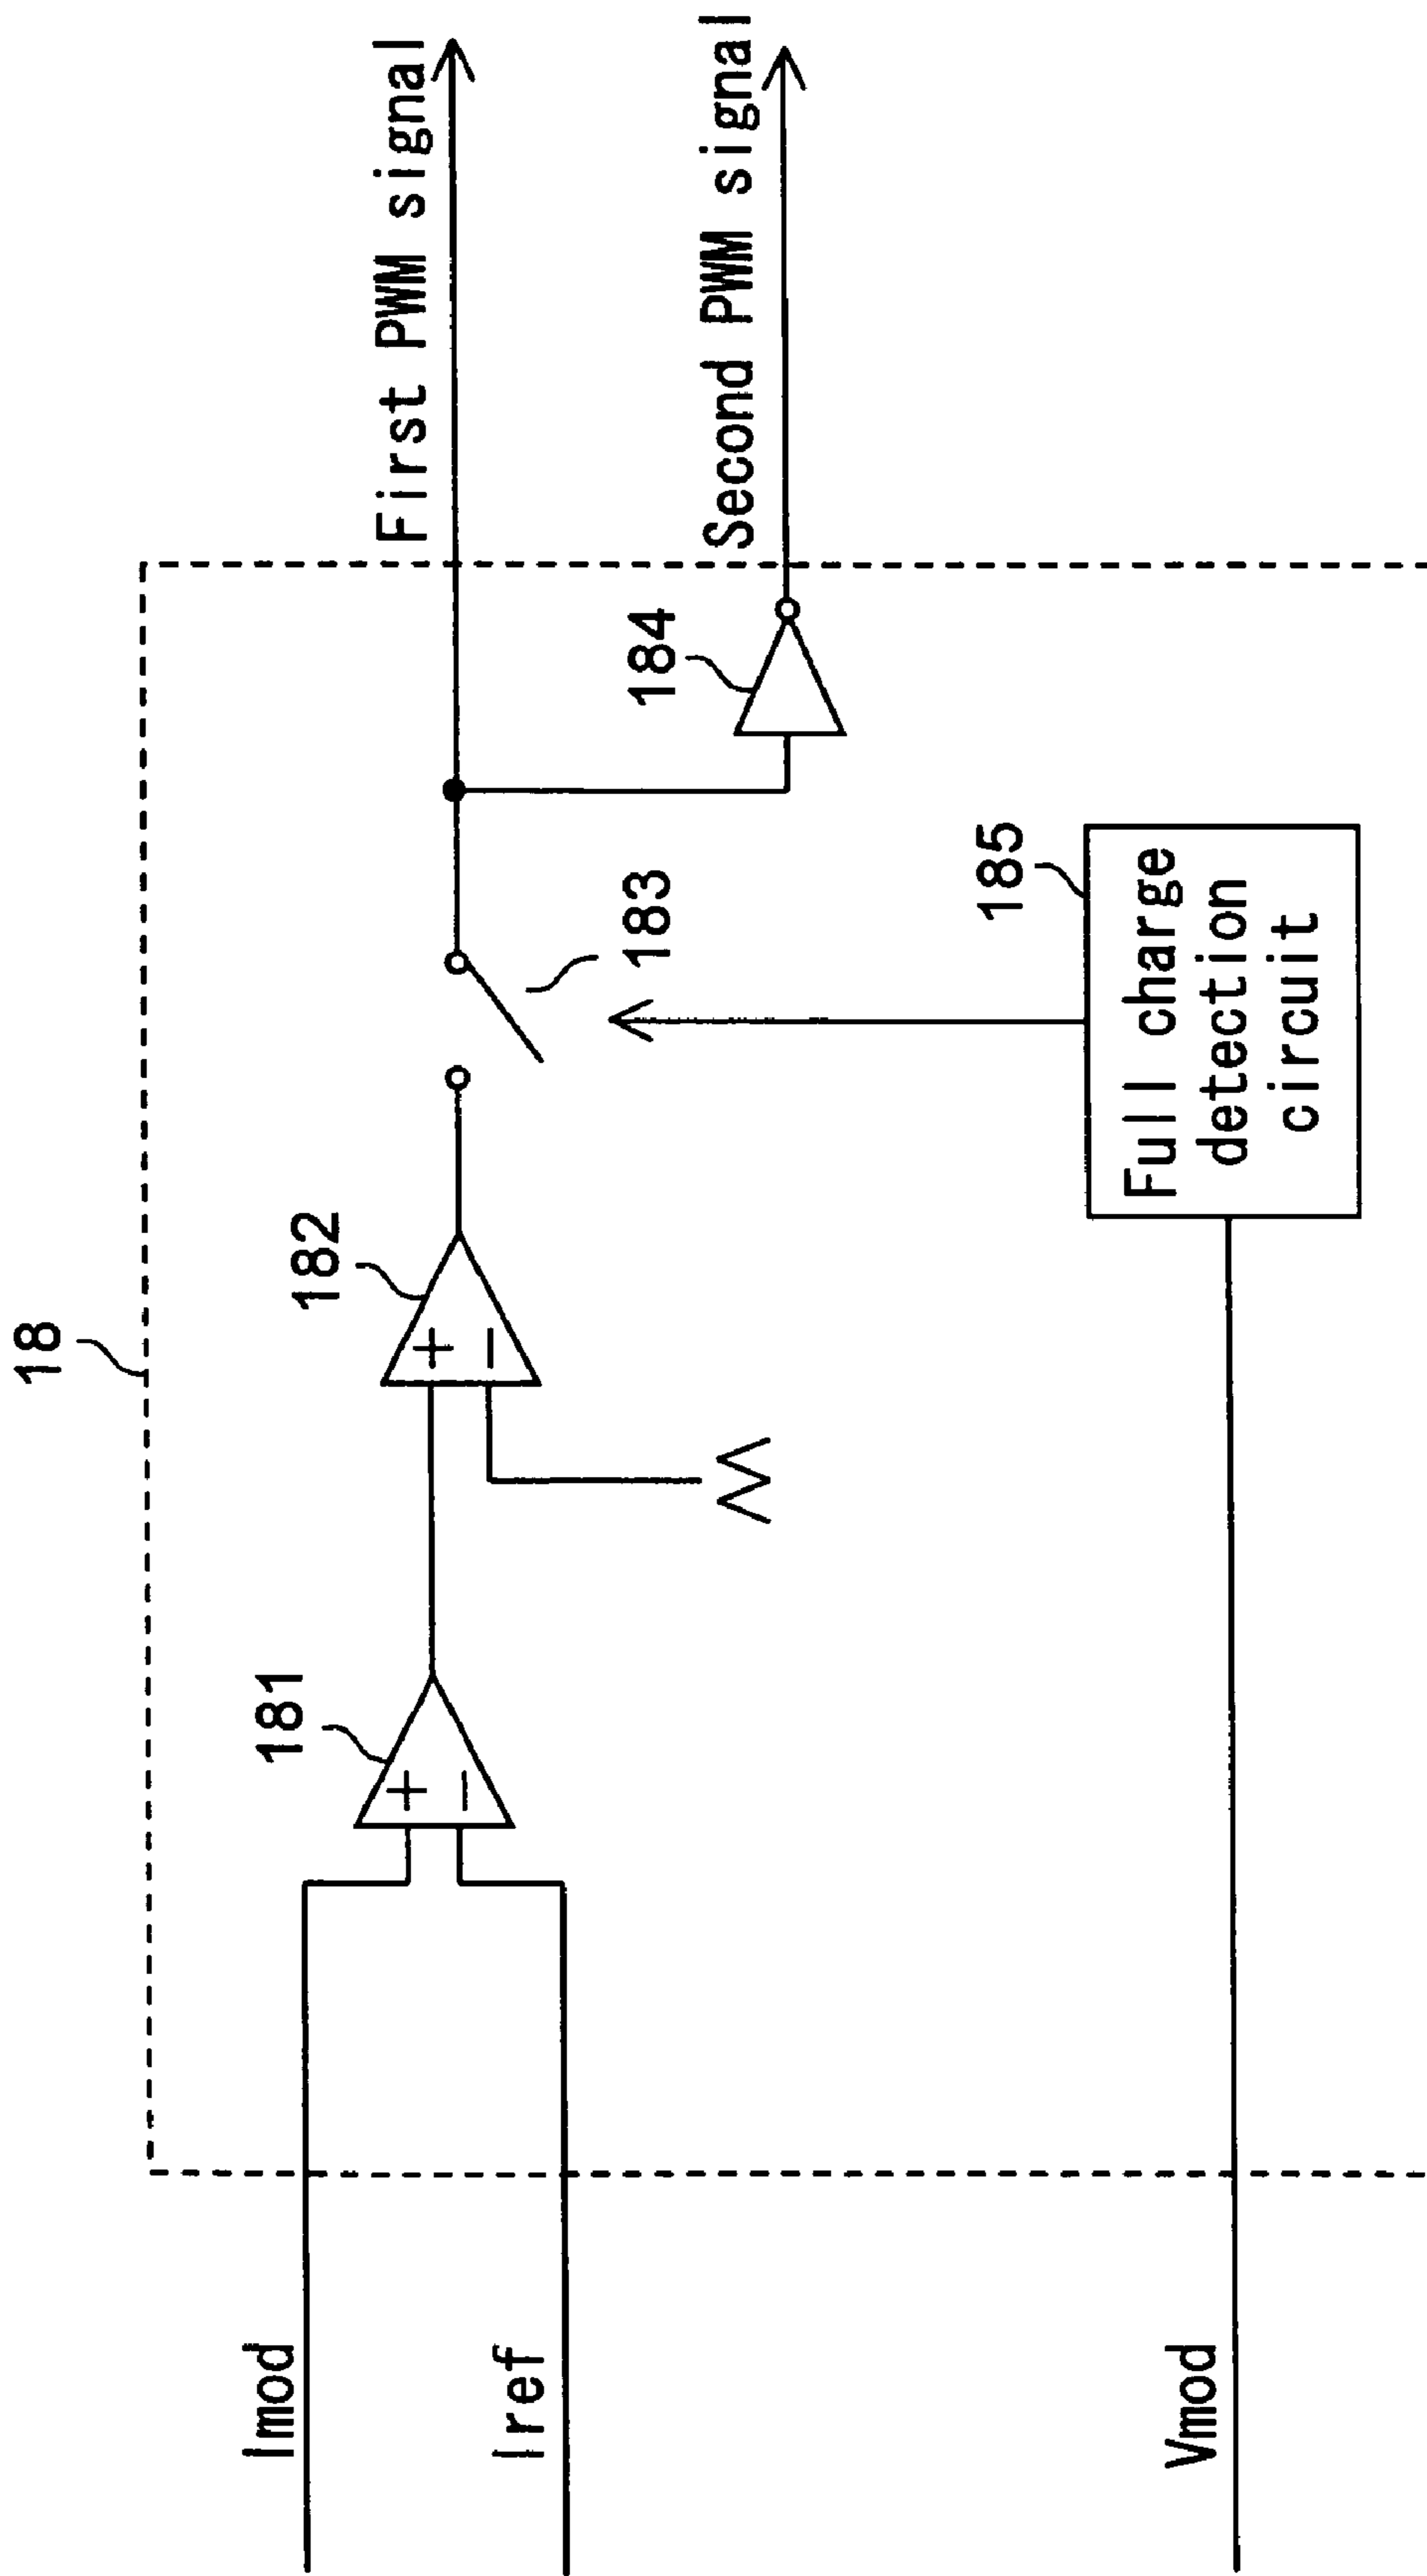 18
First PWM signal
Second PWM signal
181
182
183
184
185
+
−
+
−
Imod
Iref
Vmod
Full charge
detection
circuit